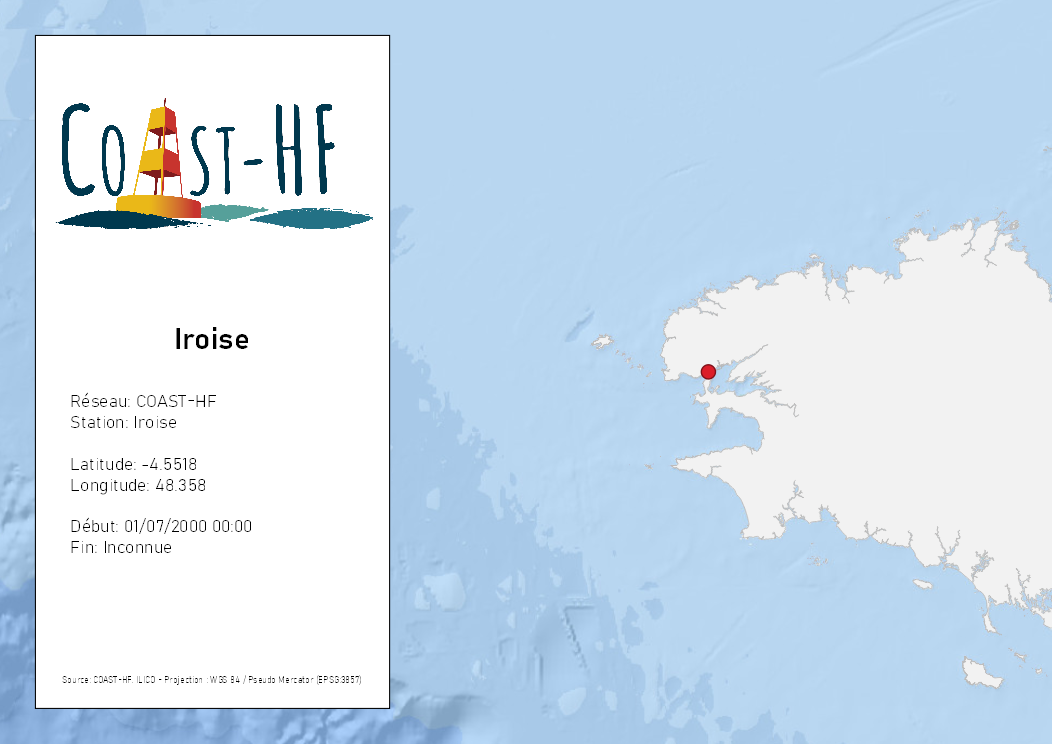 COAST-HF
Iroise
Réseau: COAST-HF
Station: Iroise
Latitude: -4.5518
Longitude: 48.358
Début: 01/07/2000 00:00
Fin: Inconnue
Source: COAST-HF, ILICO - Projection : WGS 84 / Pseudo Mercator (EPSG:3857)